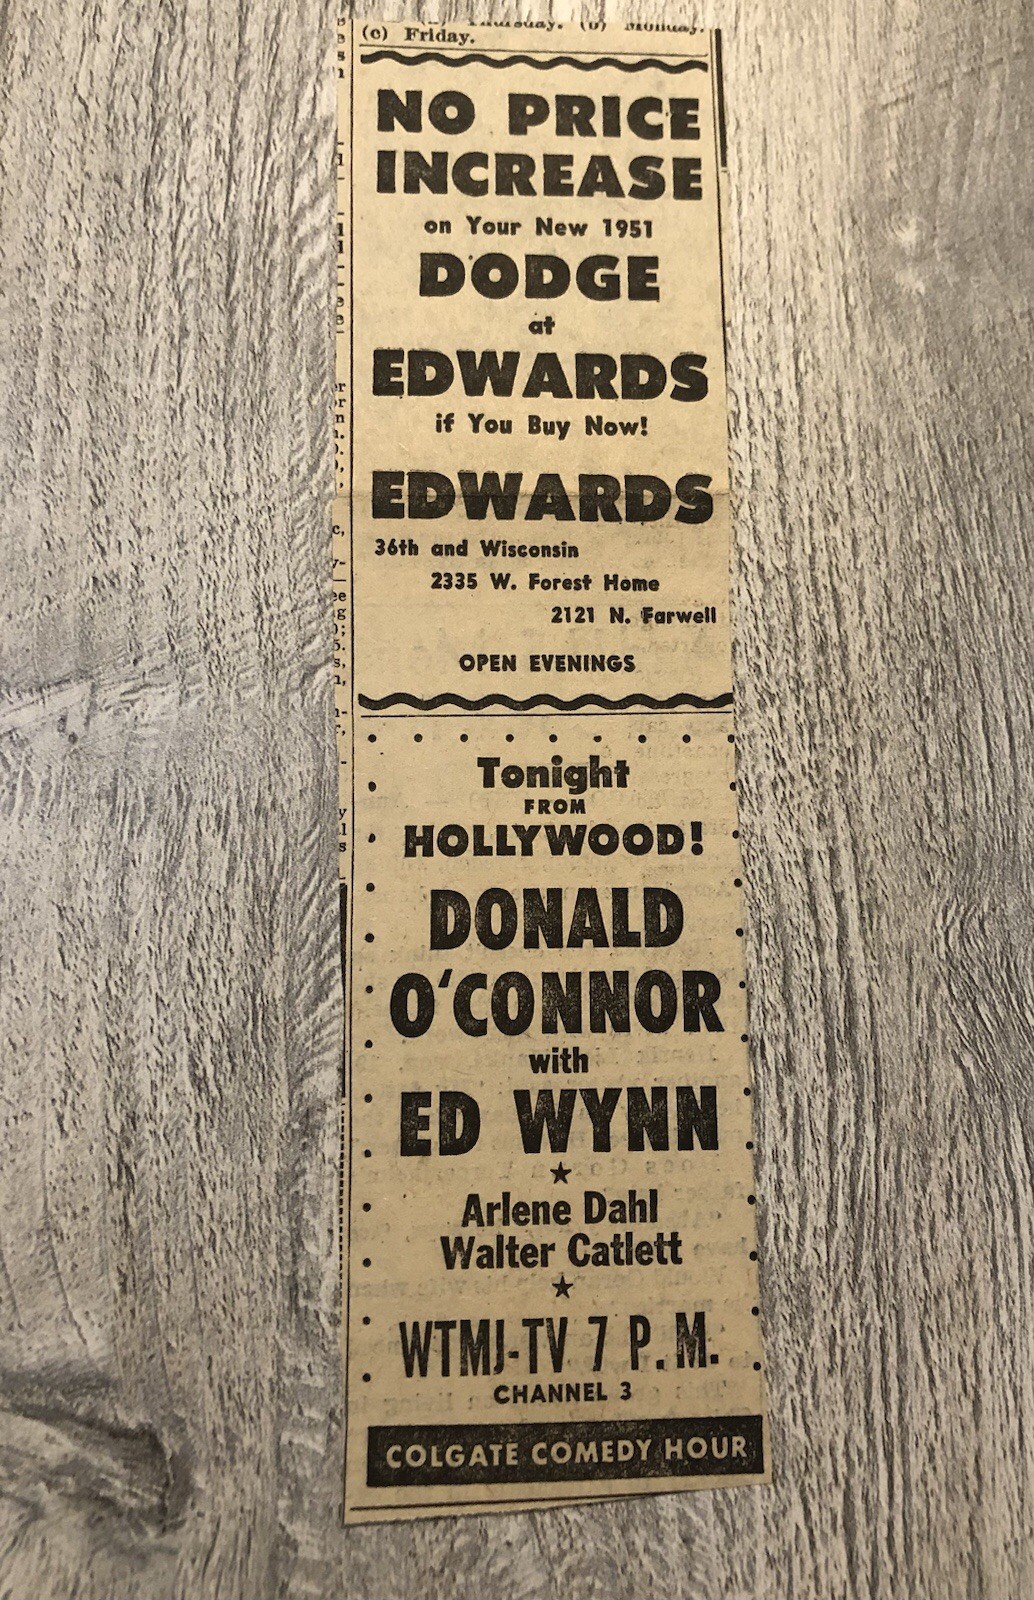 Thursday. (b) Monday.
(c) Friday.
NO PRICE
INCREASE
on Your New 1951
DODGE
at
EDWARDS
if You Buy Now!
EDWARDS
36th and Wisconsin
2335 W. Forest Home
2121 N. Farwell
OPEN EVENINGS
Tonight
FROM
HOLLYWOOD!
DONALD
O'CONNOR
with
ED WYNN
Arlene Dahl
Walter Catlett
WTMJ-TV 7 P. M.
CHANNEL 3
COLGATE COMEDY HOUR